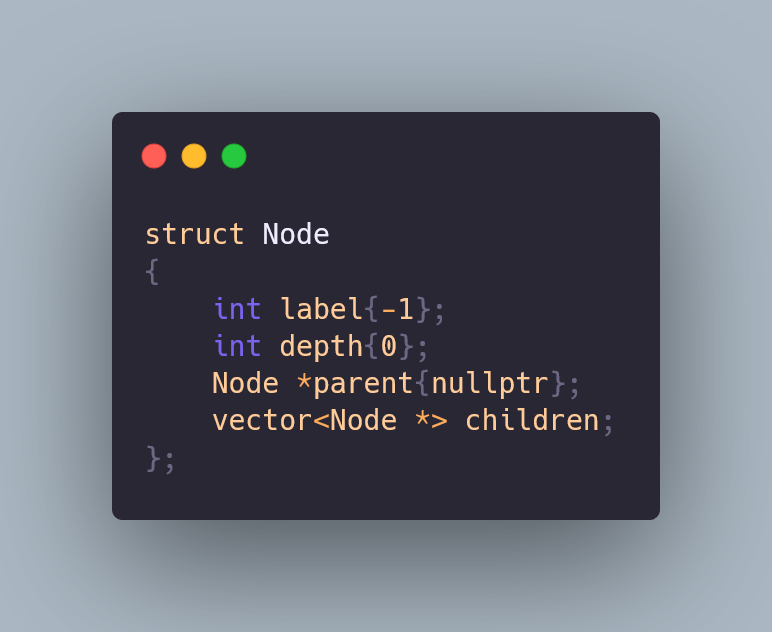 struct Node
{
    int label{-1};
    int depth{0};
    Node *parent{nullptr};
    vector<Node *> children;
};